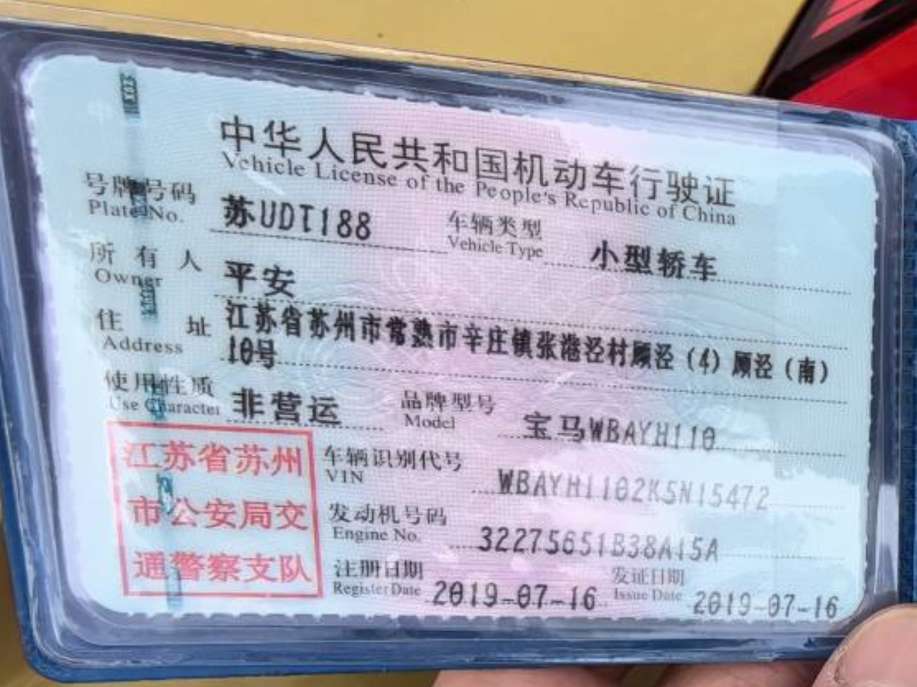 中华人民共和国机动车行驶证
Vehicle License of the People's Republic of China
号牌号码 苏UDT188 车辆类型 小型轿车
Plate No. Vehicle Type
所有人 平安
Owner
住址 江苏省苏州市常熟市辛庄镇张港泾村顾泾（4）顾泾（南）
Address 10号
使用性质 非营运 品牌型号 宝马WBAYH110
Use Character Model
江苏省苏州
市公安局交
通警察支队
车辆识别代号 WBAYH1102K5N15472
VIN
发动机号码 32275651B38A15A
Engine No.
注册日期 2019-07-16 发证日期 2019-07-16
Register Date Issue Date